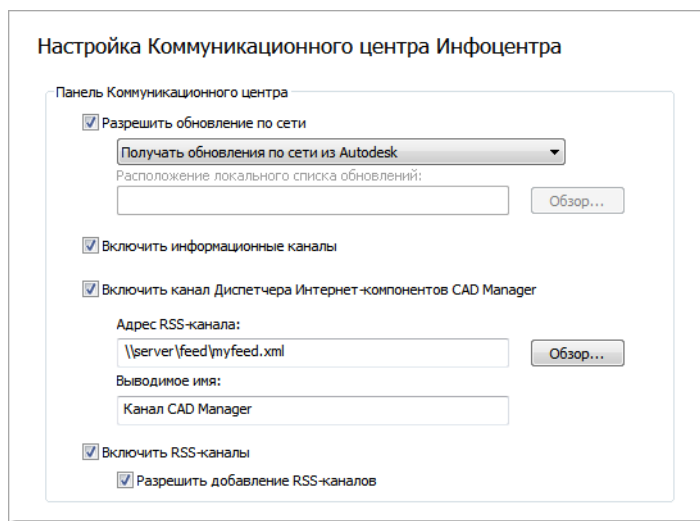 Настройка Коммуникационного центра Инфоцентра
Панель Коммуникационного центра
Разрешить обновление по сети
Получать обновления по сети из Autodesk
Расположение локального списка обновлений:
Обзор...
Включить информационные каналы
Включить канал Диспетчера Интернет-компонентов CAD Manager
Адрес RSS-канала:
\\server\feed\myfeed.xml
Обзор...
Выводимое имя:
Канал CAD Manager
Включить RSS-каналы
Разрешить добавление RSS-каналов